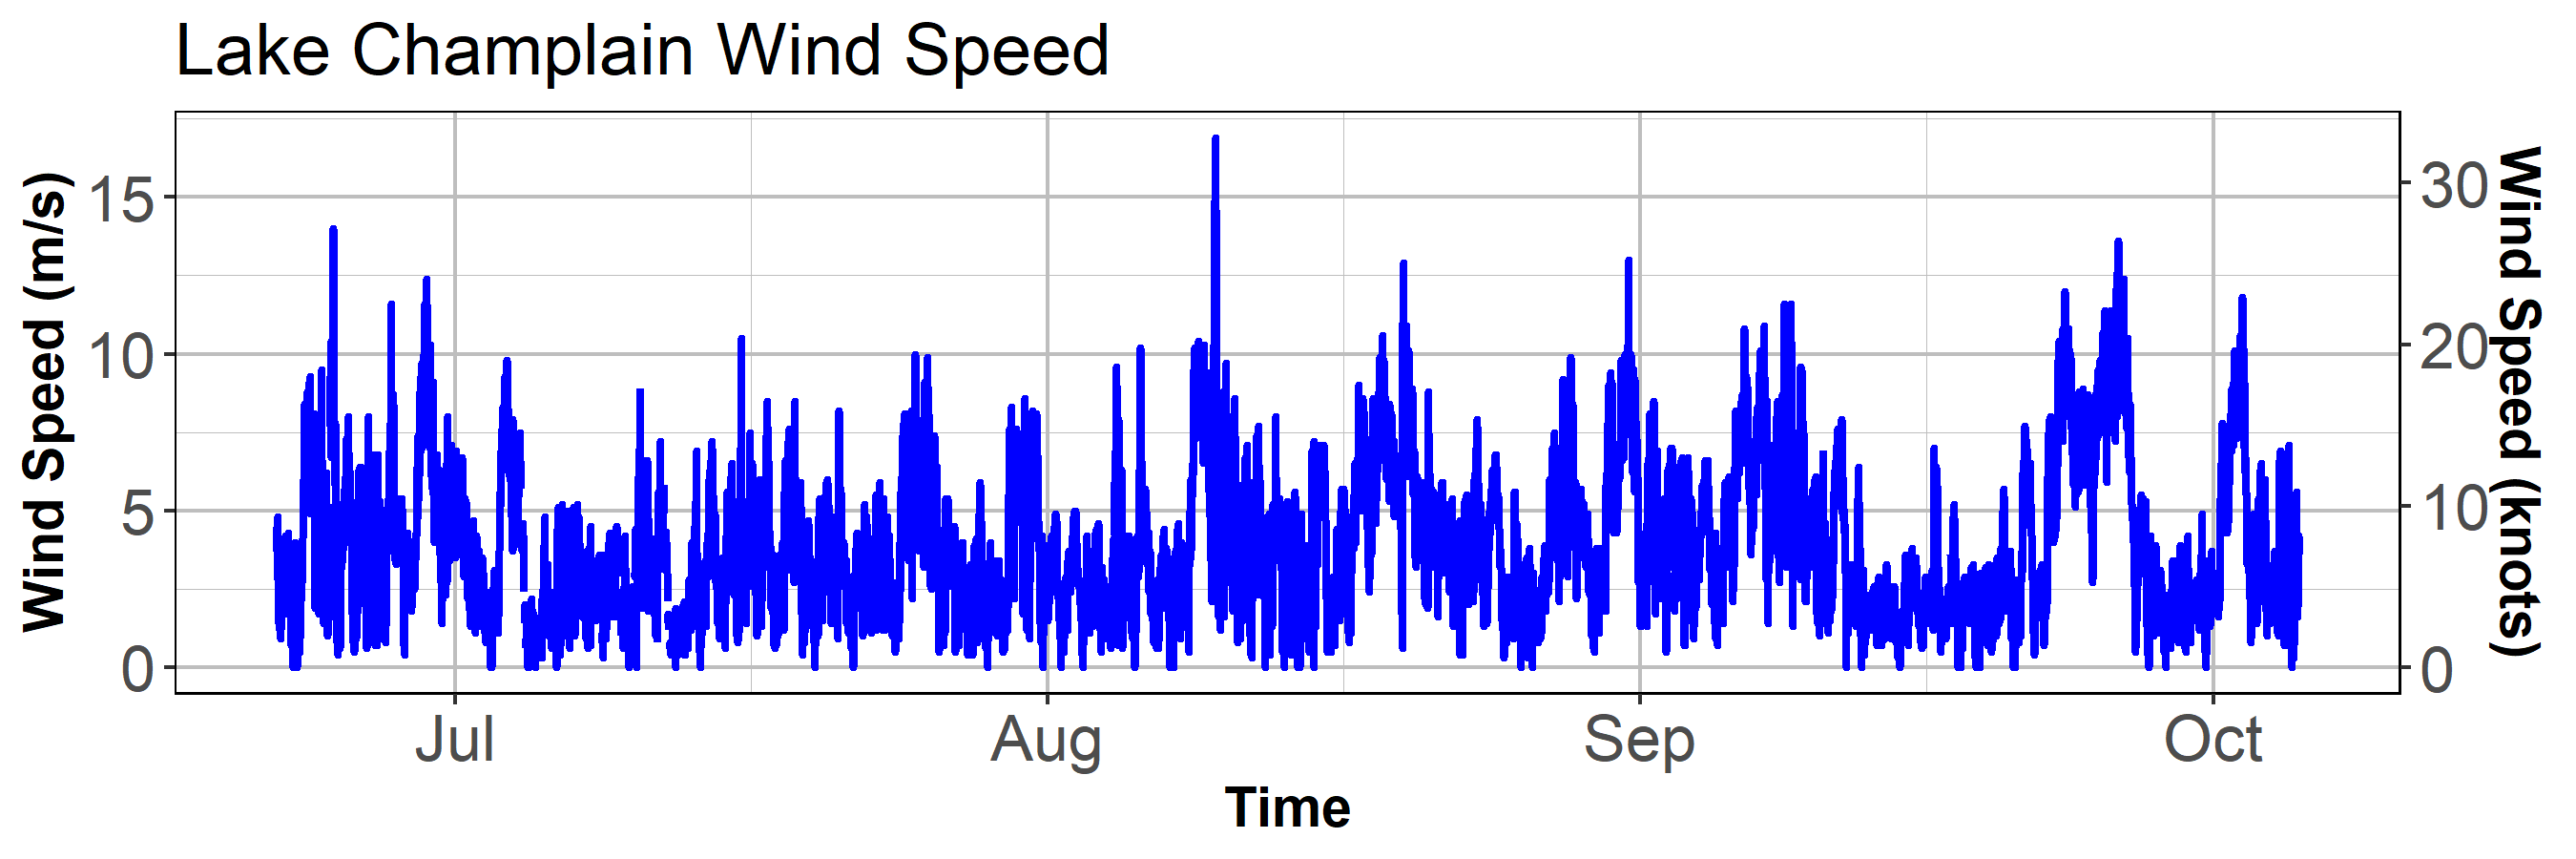 Lake Champlain Wind Speed
Wind Speed (m/s)
15
10
5
0
30
20
10
0
Wind Speed (knots)
Jul Aug Sep Oct
Time